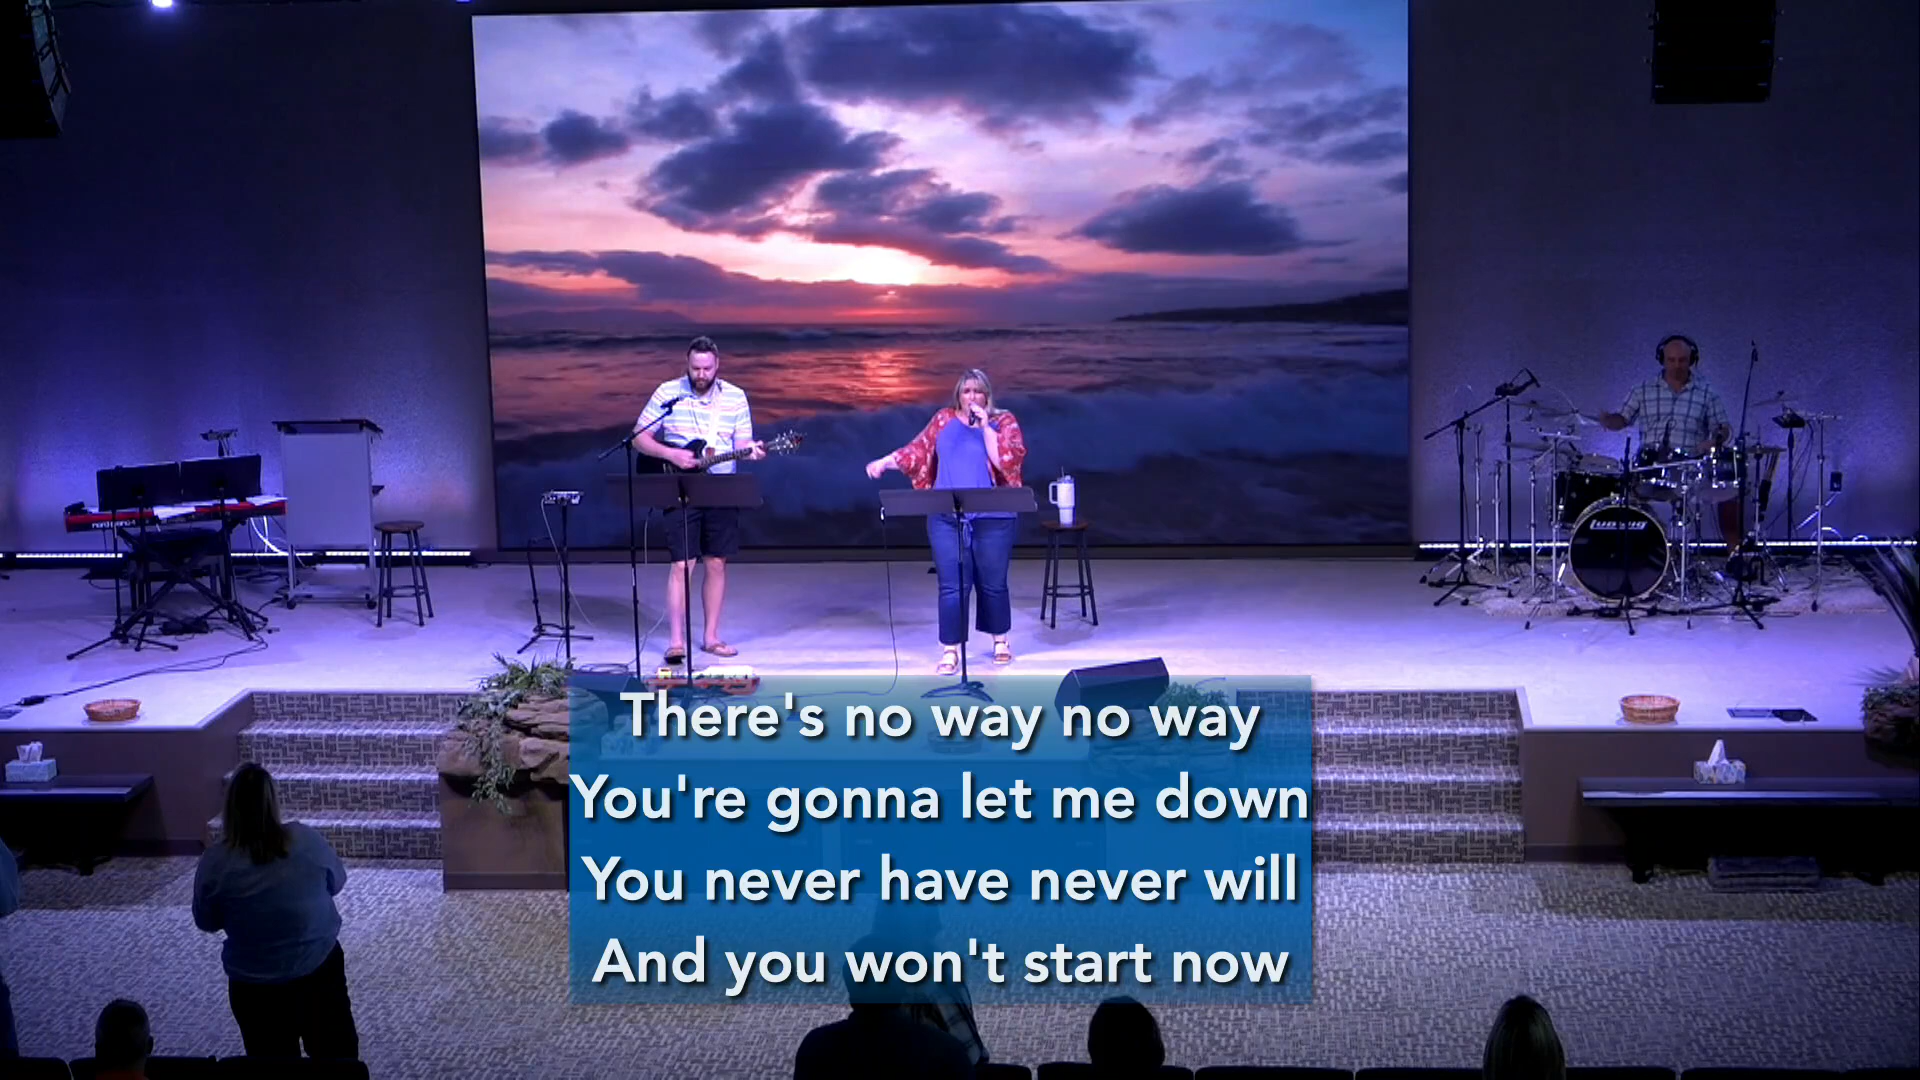 There's no way no way
You're gonna let me down
You never have never will
And you won't start now
Ludwig